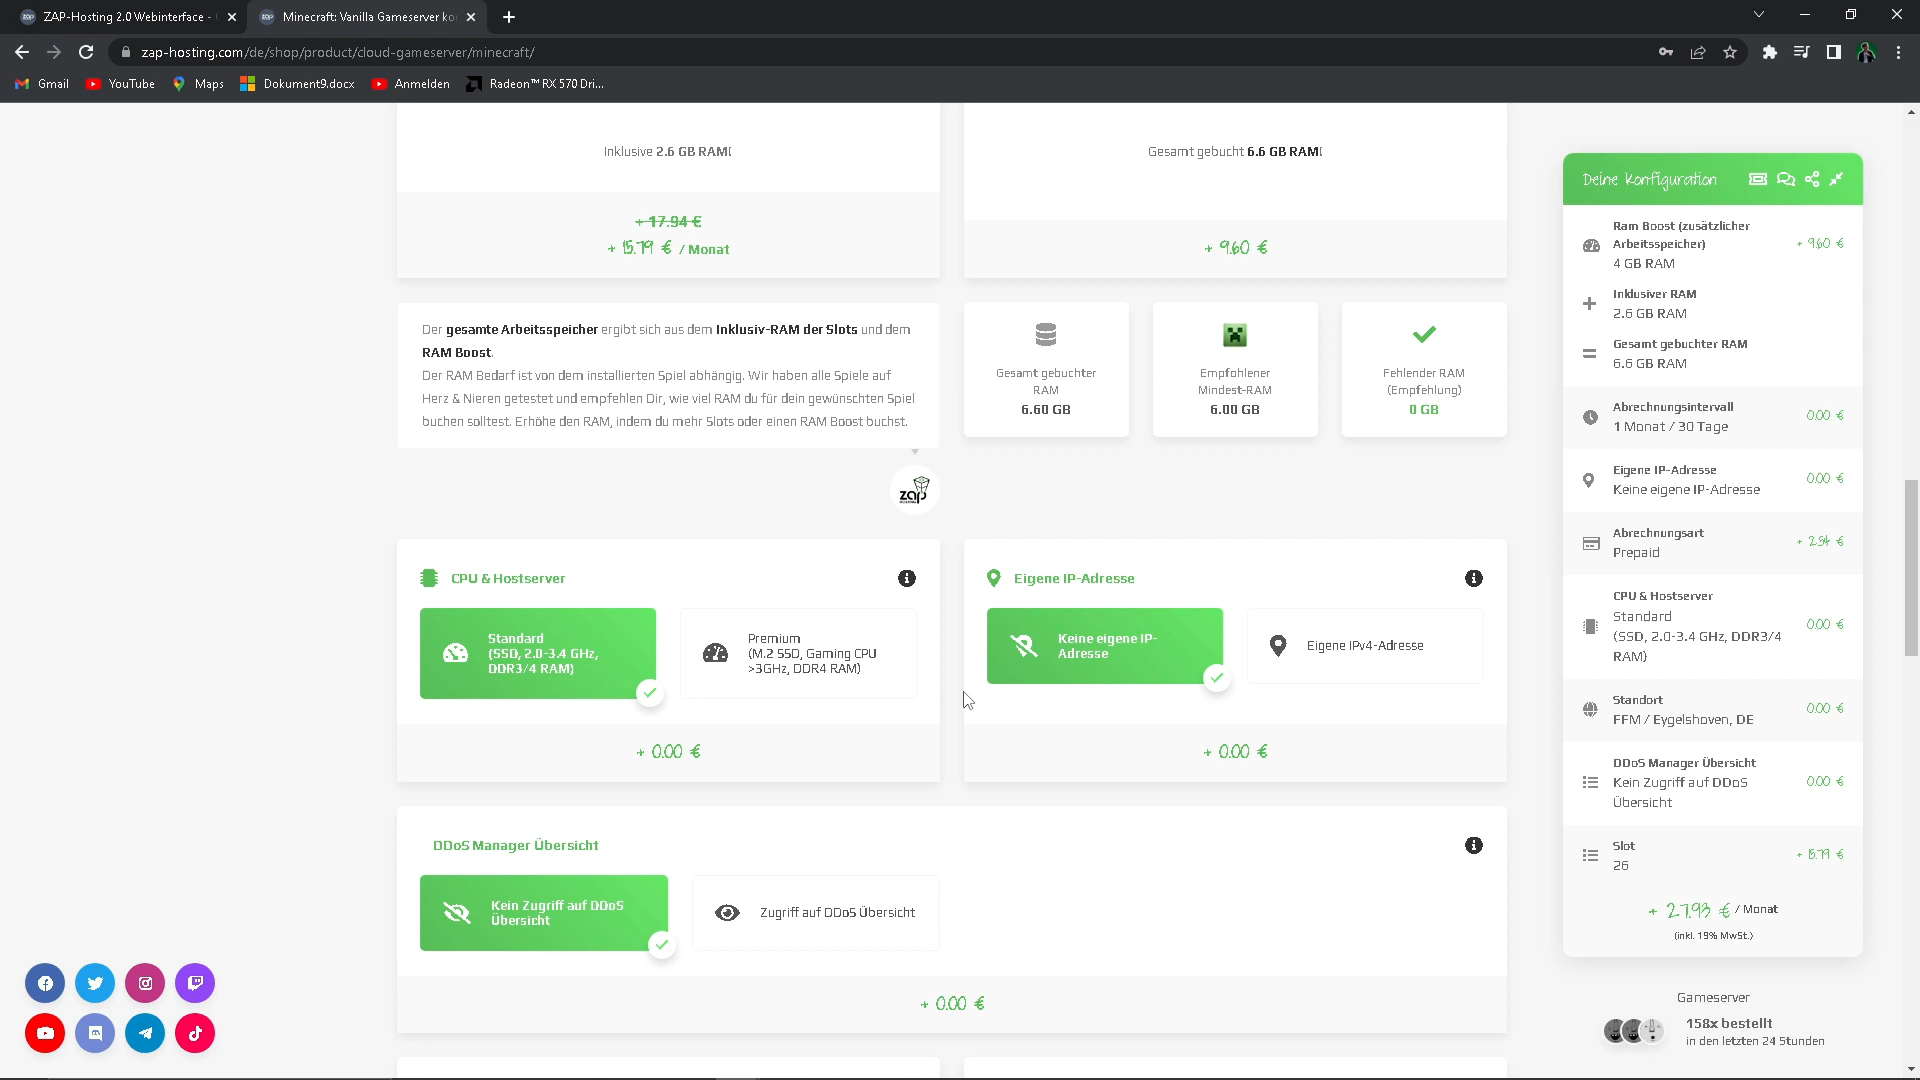 ZAP-Hosting 2.0 Webinterface -
Minecraft: Vanilla Gameserver ko
zap-hosting.com/de/shop/product/cloud-gameserver/minecraft/
Gmail
YouTube
Maps
Dokument9.docx
Anmelden
Radeon™ RX 570 Dri...
Inklusive 2.6 GB RAM!
+ 17.94 €
+ 15.79 € / Monat
Gesamt gebucht 6.6 GB RAM!
+ 9.60 €
Der gesamte Arbeitsspeicher ergibt sich aus dem Inklusiv-RAM der Slots und dem
RAM Boost.
Der RAM Bedarf ist von dem installierten Spiel abhängig. Wir haben alle Spiele auf
Herz & Nieren getestet und empfehlen Dir, wie viel RAM du für dein gewünschten Spiel
buchen solltest. Erhöhe den RAM, indem du mehr Slots oder einen RAM Boost buchst.
zap
HOSTING
Gesamt gebuchter
RAM
6.60 GB
Empfohlener
Mindest-RAM
6.00 GB
Fehlender RAM
(Empfehlung)
0 GB
CPU & Hostserver
Standard
(SSD, 2.0-3.4 GHz,
DDR3/4 RAM)
Premium
(M.2 SSD, Gaming CPU
>3GHz, DDR4 RAM)
+ 0.00 €
Eigene IP-Adresse
Keine eigene IP-
Adresse
Eigene IPv4-Adresse
+ 0.00 €
DDoS Manager Übersicht
Kein Zugriff auf DDoS
Übersicht
Zugriff auf DDoS Übersicht
+ 0.00 €
Deine Konfiguration
Ram Boost (zusätzlicher
Arbeitsspeicher)
4 GB RAM
+ 9.60 €
Inklusiver RAM
2.6 GB RAM
Gesamt gebuchter RAM
6.6 GB RAM
Abrechnungsintervall
1 Monat / 30 Tage
0.00 €
Eigene IP-Adresse
Keine eigene IP-Adresse
0.00 €
Abrechnungsart
Prepaid
+ 2.54 €
CPU & Hostserver
Standard
(SSD, 2.0-3.4 GHz, DDR3/4
RAM)
0.00 €
Standort
FFM / Eygelshoven, DE
0.00 €
DDoS Manager Übersicht
Kein Zugriff auf DDoS
Übersicht
0.00 €
Slot
26
+ 15.79 €
+ 27.93 € / Monat
(inkl. 19% MwSt.)
Gameserver
158x bestellt
in den letzten 24 Stunden